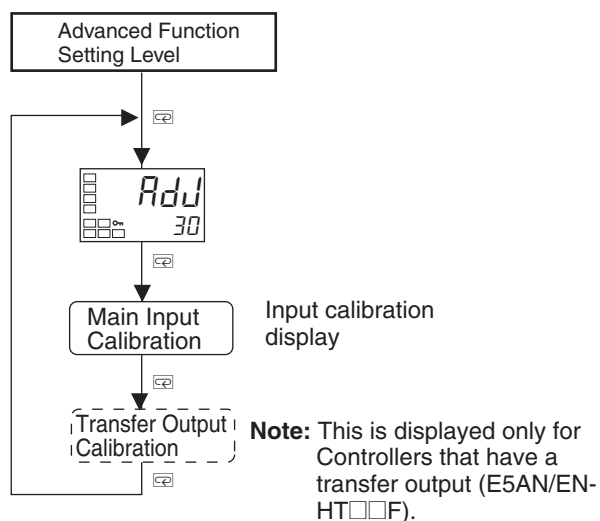 Advanced Function
Setting Level
AdJ
30
Main Input
Calibration
Input calibration
display
Transfer Output
Calibration
Note: This is displayed only for
Controllers that have a
transfer output (E5AN/EN-
HT□□F).